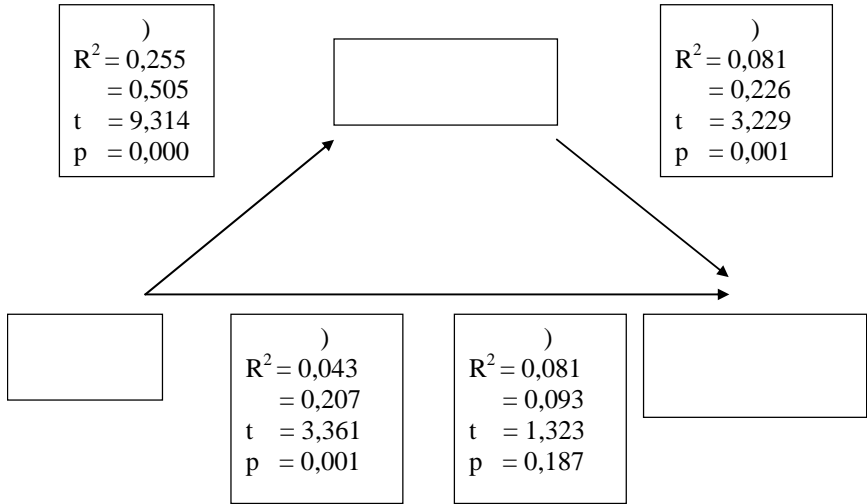 )
R² = 0,255
= 0,505
t = 9,314
p = 0,000
)
R² = 0,081
= 0,226
t = 3,229
p = 0,001
)
R² = 0,043
= 0,207
t = 3,361
p = 0,001
)
R² = 0,081
= 0,093
t = 1,323
p = 0,187